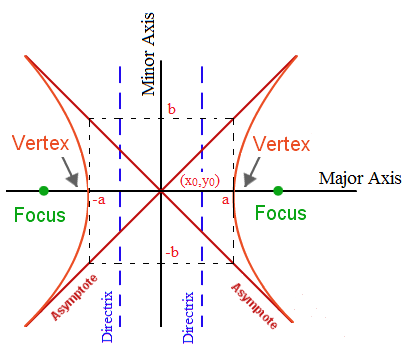 Minor Axis
b
Vertex
Vertex
(x0,y0)
Major Axis
-a
a
Focus
Focus
-b
Asymptote
Asymptote
Directrix
Directrix